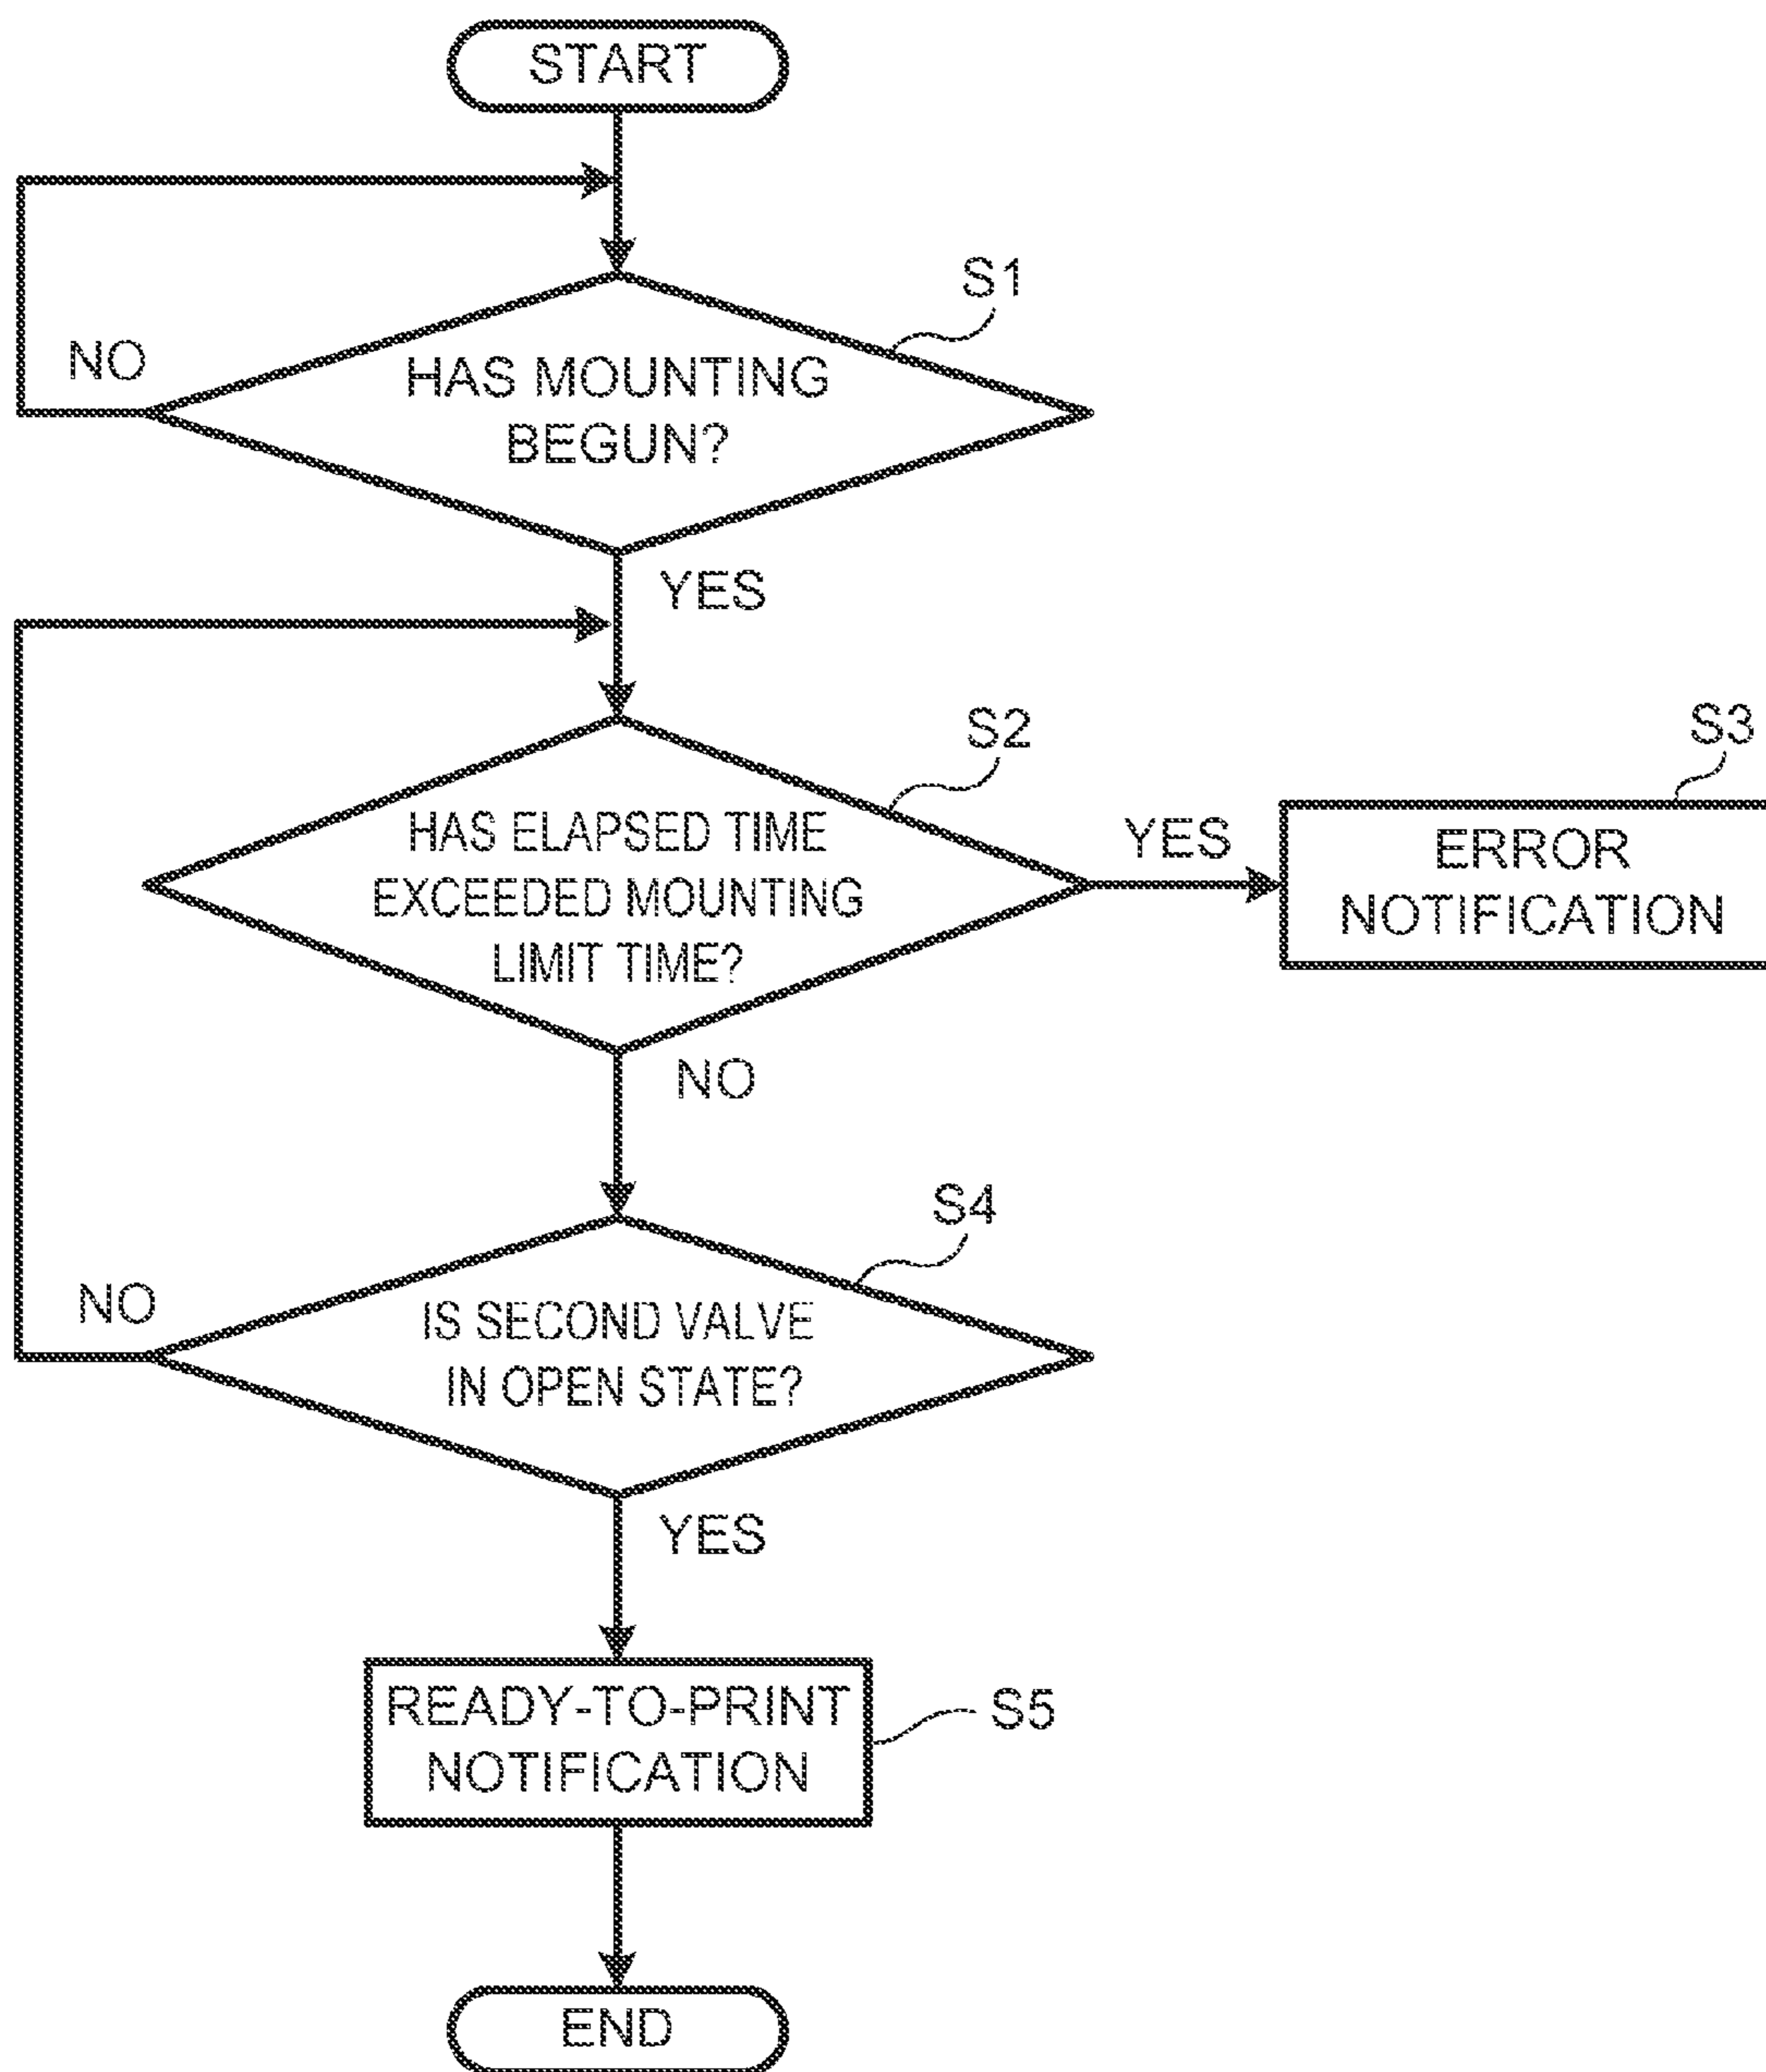 START
S1
NO
HAS MOUNTING
BEGUN?
YES
S2
S3
HAS ELAPSED TIME
EXCEEDED MOUNTING
LIMIT TIME?
YES
ERROR
NOTIFICATION
NO
S4
NO
IS SECOND VALVE
IN OPEN STATE?
YES
READY-TO-PRINT
NOTIFICATION
S5
END